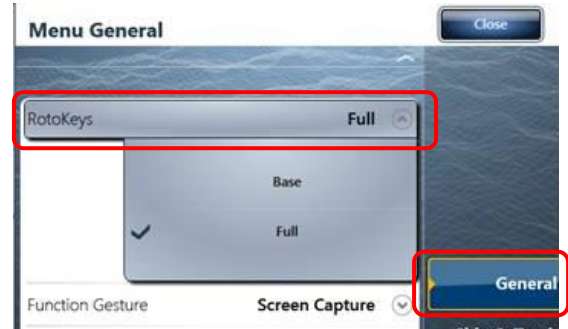 Menu General
Close
RotoKeys Full
Base
Full
General
Function Gesture Screen Capture